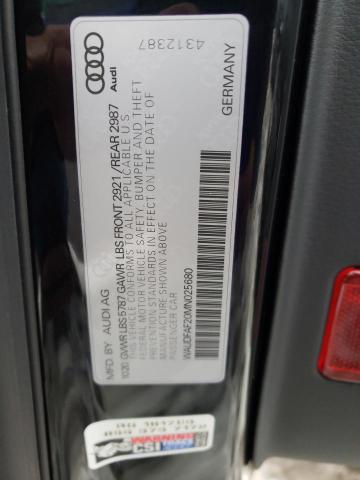 Audi
4312387
GERMANY
MFD. BY AUDI AG
10.20 GVWR LBS 5787 GAWR LBS FRONT 2921 / REAR 2987
THIS VEHICLE CONFORMS TO ALL APPLICABLE U S
FEDERAL MOTOR VEHICLE SAFETY, BUMPER AND THEFT
PREVENTION STANDARDS IN EFFECT ON THE DATE OF
MANUFACTURE SHOWN ABOVE.
PASSENGER CAR
WAUDFAF20MN025680
WARNING
CSI